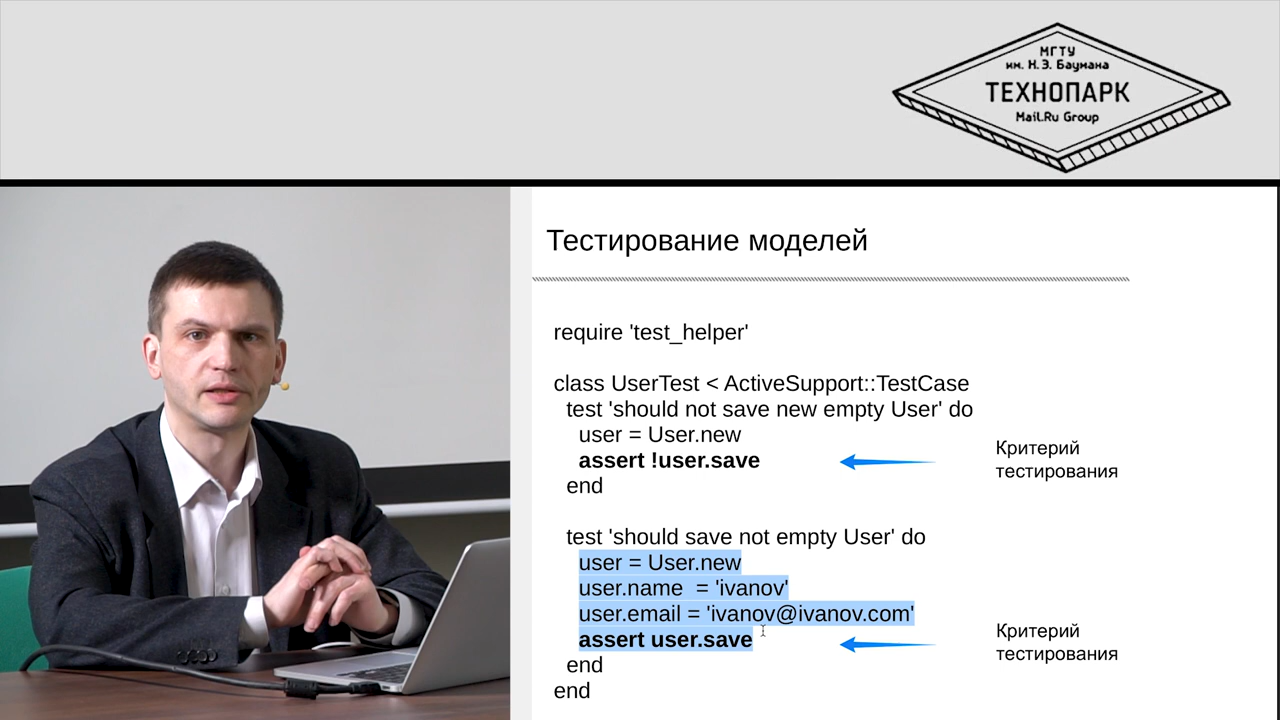 МГТУ
им. Н.Э. Баумана
ТЕХНОПАРК
Mail.Ru Group
Тестирование моделей
require 'test_helper'
class UserTest < ActiveSupport::TestCase
test 'should not save new empty User' do
user = User.new
assert !user.save
Критерий
тестирования
end
test 'should save not empty User' do
user = User.new
user.name  = 'ivanov'
user.email = 'ivanov@ivanov.com'
assert user.save
Критерий
тестирования
end
end